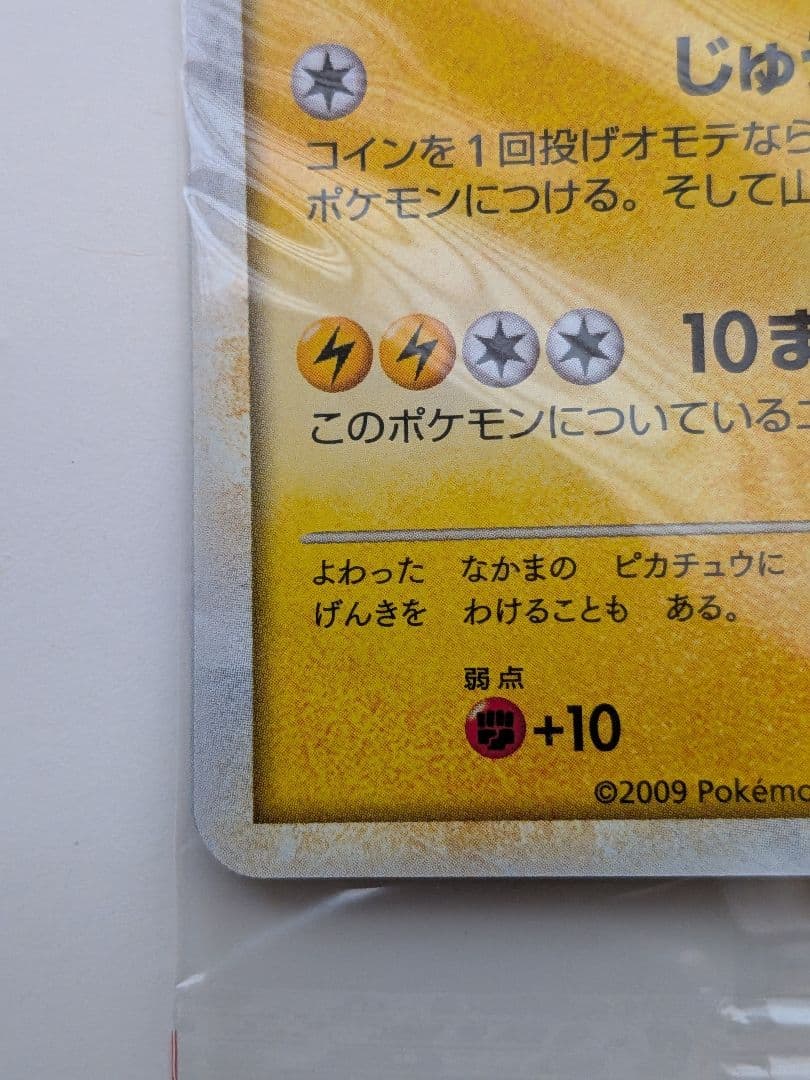 じゅ
コインを1回投げオモテなら
ポケモンにつける。そして山
10ま
このポケモンについている
よわった なかまの ピカチュウに
げんきを わけることも ある。
弱点
+10
©2009 Pokémo